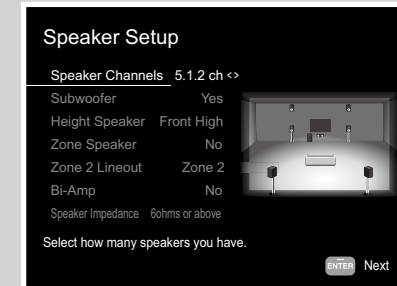 Speaker Setup
Speaker Channels 5.1.2 ch <>
Subwoofer Yes
Height Speaker Front High
Zone Speaker No
Zone 2 Lineout Zone 2
Bi-Amp No
Speaker Impedance 6ohms or above
Select how many speakers you have.
ENTER Next